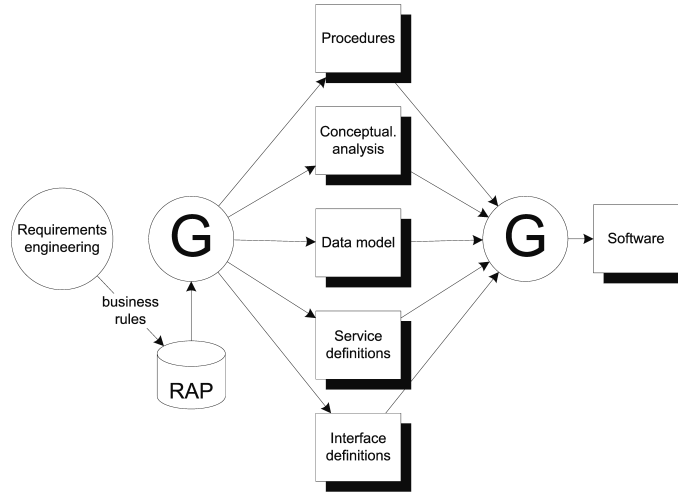 Procedures
Conceptual.
analysis
Requirements
engineering
G
Data model
G
Software
business
rules
RAP
Service
definitions
Interface
definitions